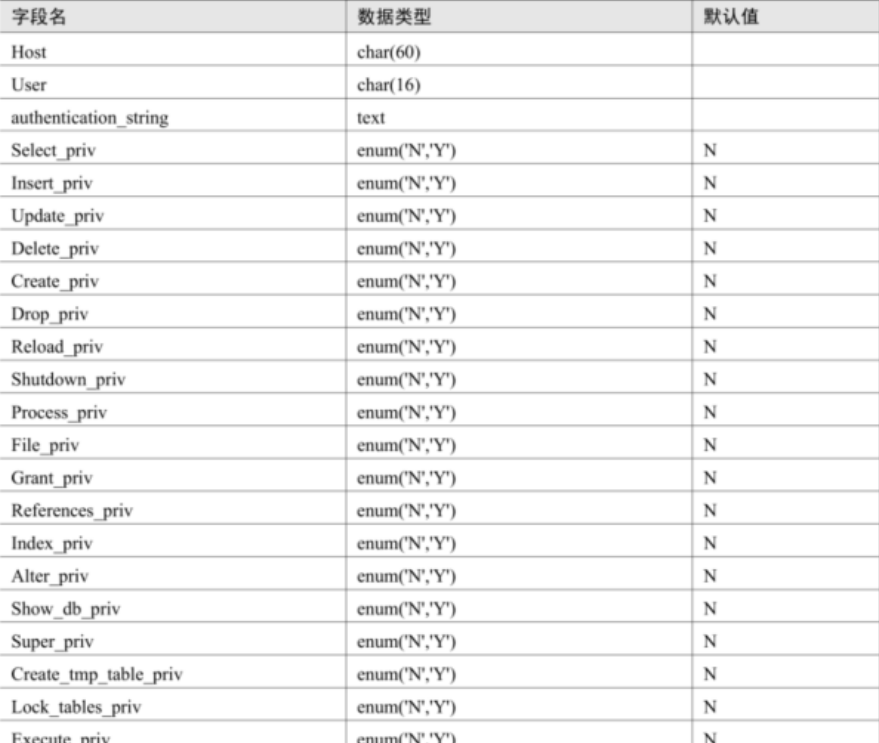 字段名 数据类型 默认值
Host char(60)
User char(16)
authentication_string text
Select_priv enum('N','Y') N
Insert_priv enum('N','Y') N
Update_priv enum('N','Y') N
Delete_priv enum('N','Y') N
Create_priv enum('N','Y') N
Drop_priv enum('N','Y') N
Reload_priv enum('N','Y') N
Shutdown_priv enum('N','Y') N
Process_priv enum('N','Y') N
File_priv enum('N','Y') N
Grant_priv enum('N','Y') N
References_priv enum('N','Y') N
Index_priv enum('N','Y') N
Alter_priv enum('N','Y') N
Show_db_priv enum('N','Y') N
Super_priv enum('N','Y') N
Create_tmp_table_priv enum('N','Y') N
Lock_tables_priv enum('N','Y') N
Execute_priv enum('N','Y') N